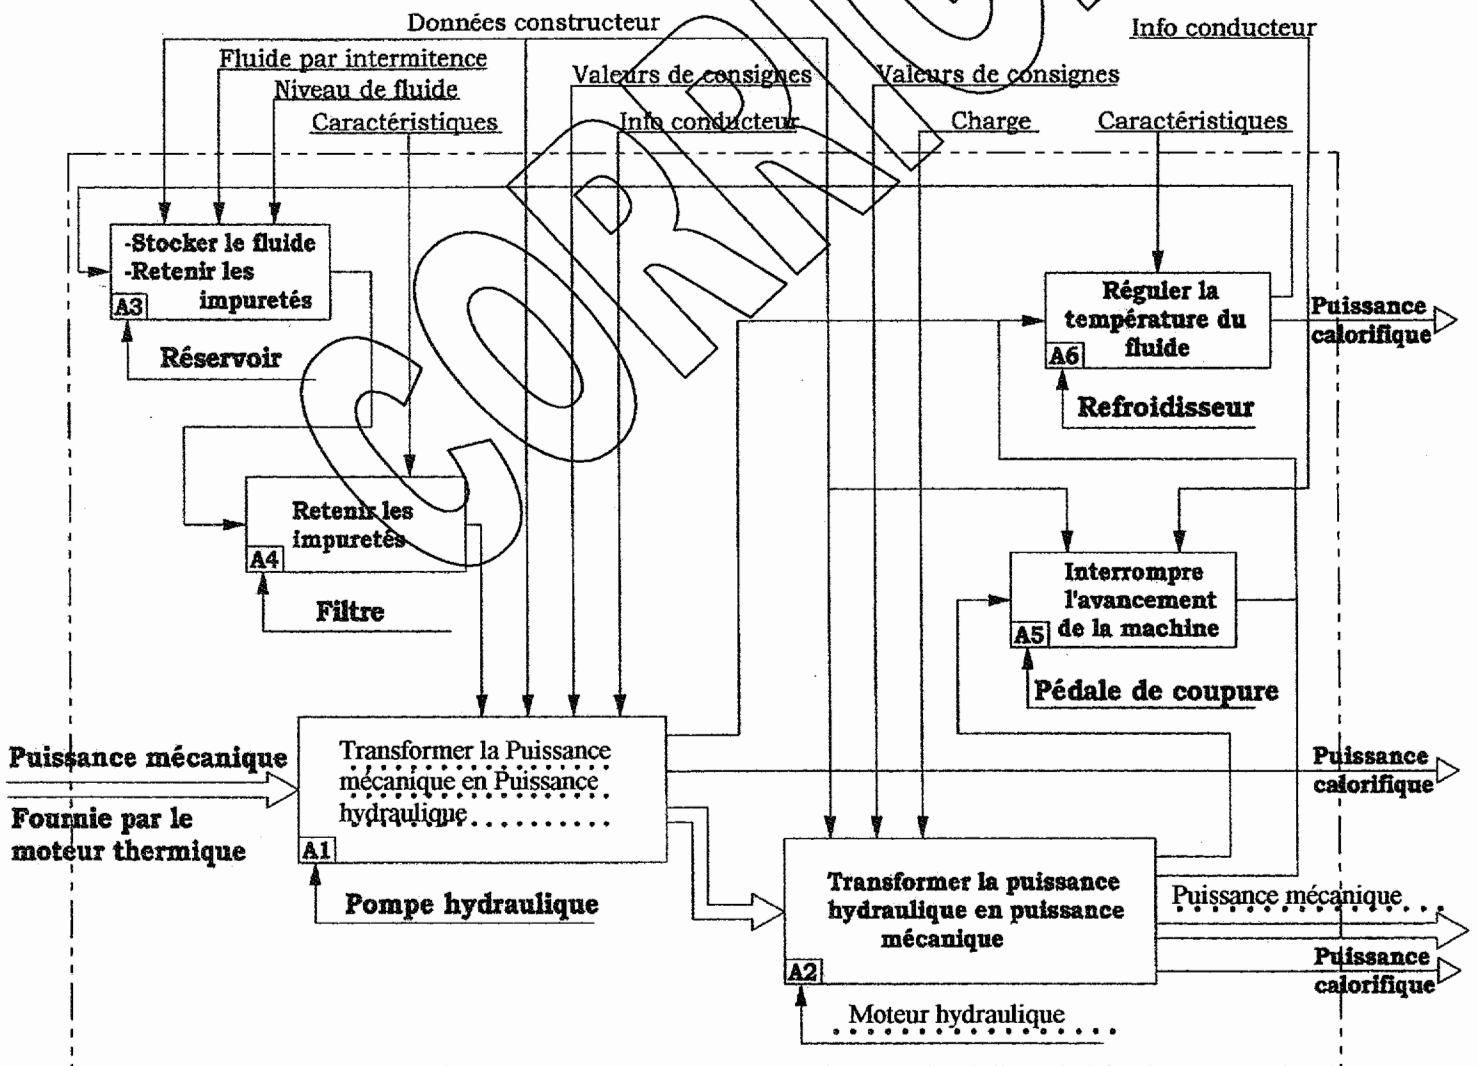 Données constructeur
Info conducteur
Fluide par intermitence
Valeurs de consignes
Valeurs de consignes
Niveau de fluide
Caractéristiques
Info conducteur
Charge
Caractéristiques
-Stocker le fluide
-Retenir les
impuretés
A3
Réservoir
Réguler la
température du
fluide
A6
Puissance
calorifique
Refroidisseur
CORRIGÉ
Retenir les
impuretés
A4
Filtre
Interrompre
l'avancement
de la machine
A5
Pédale de coupure
Puissance mécanique
Fournie par le
moteur thermique
Transformer la Puissance
mécanique en Puissance
hydraulique
A1
Pompe hydraulique
Puissance
calorifique
Transformer la puissance
hydraulique en puissance
mécanique
A2
Moteur hydraulique
Puissance mécanique
Puissance
calorifique